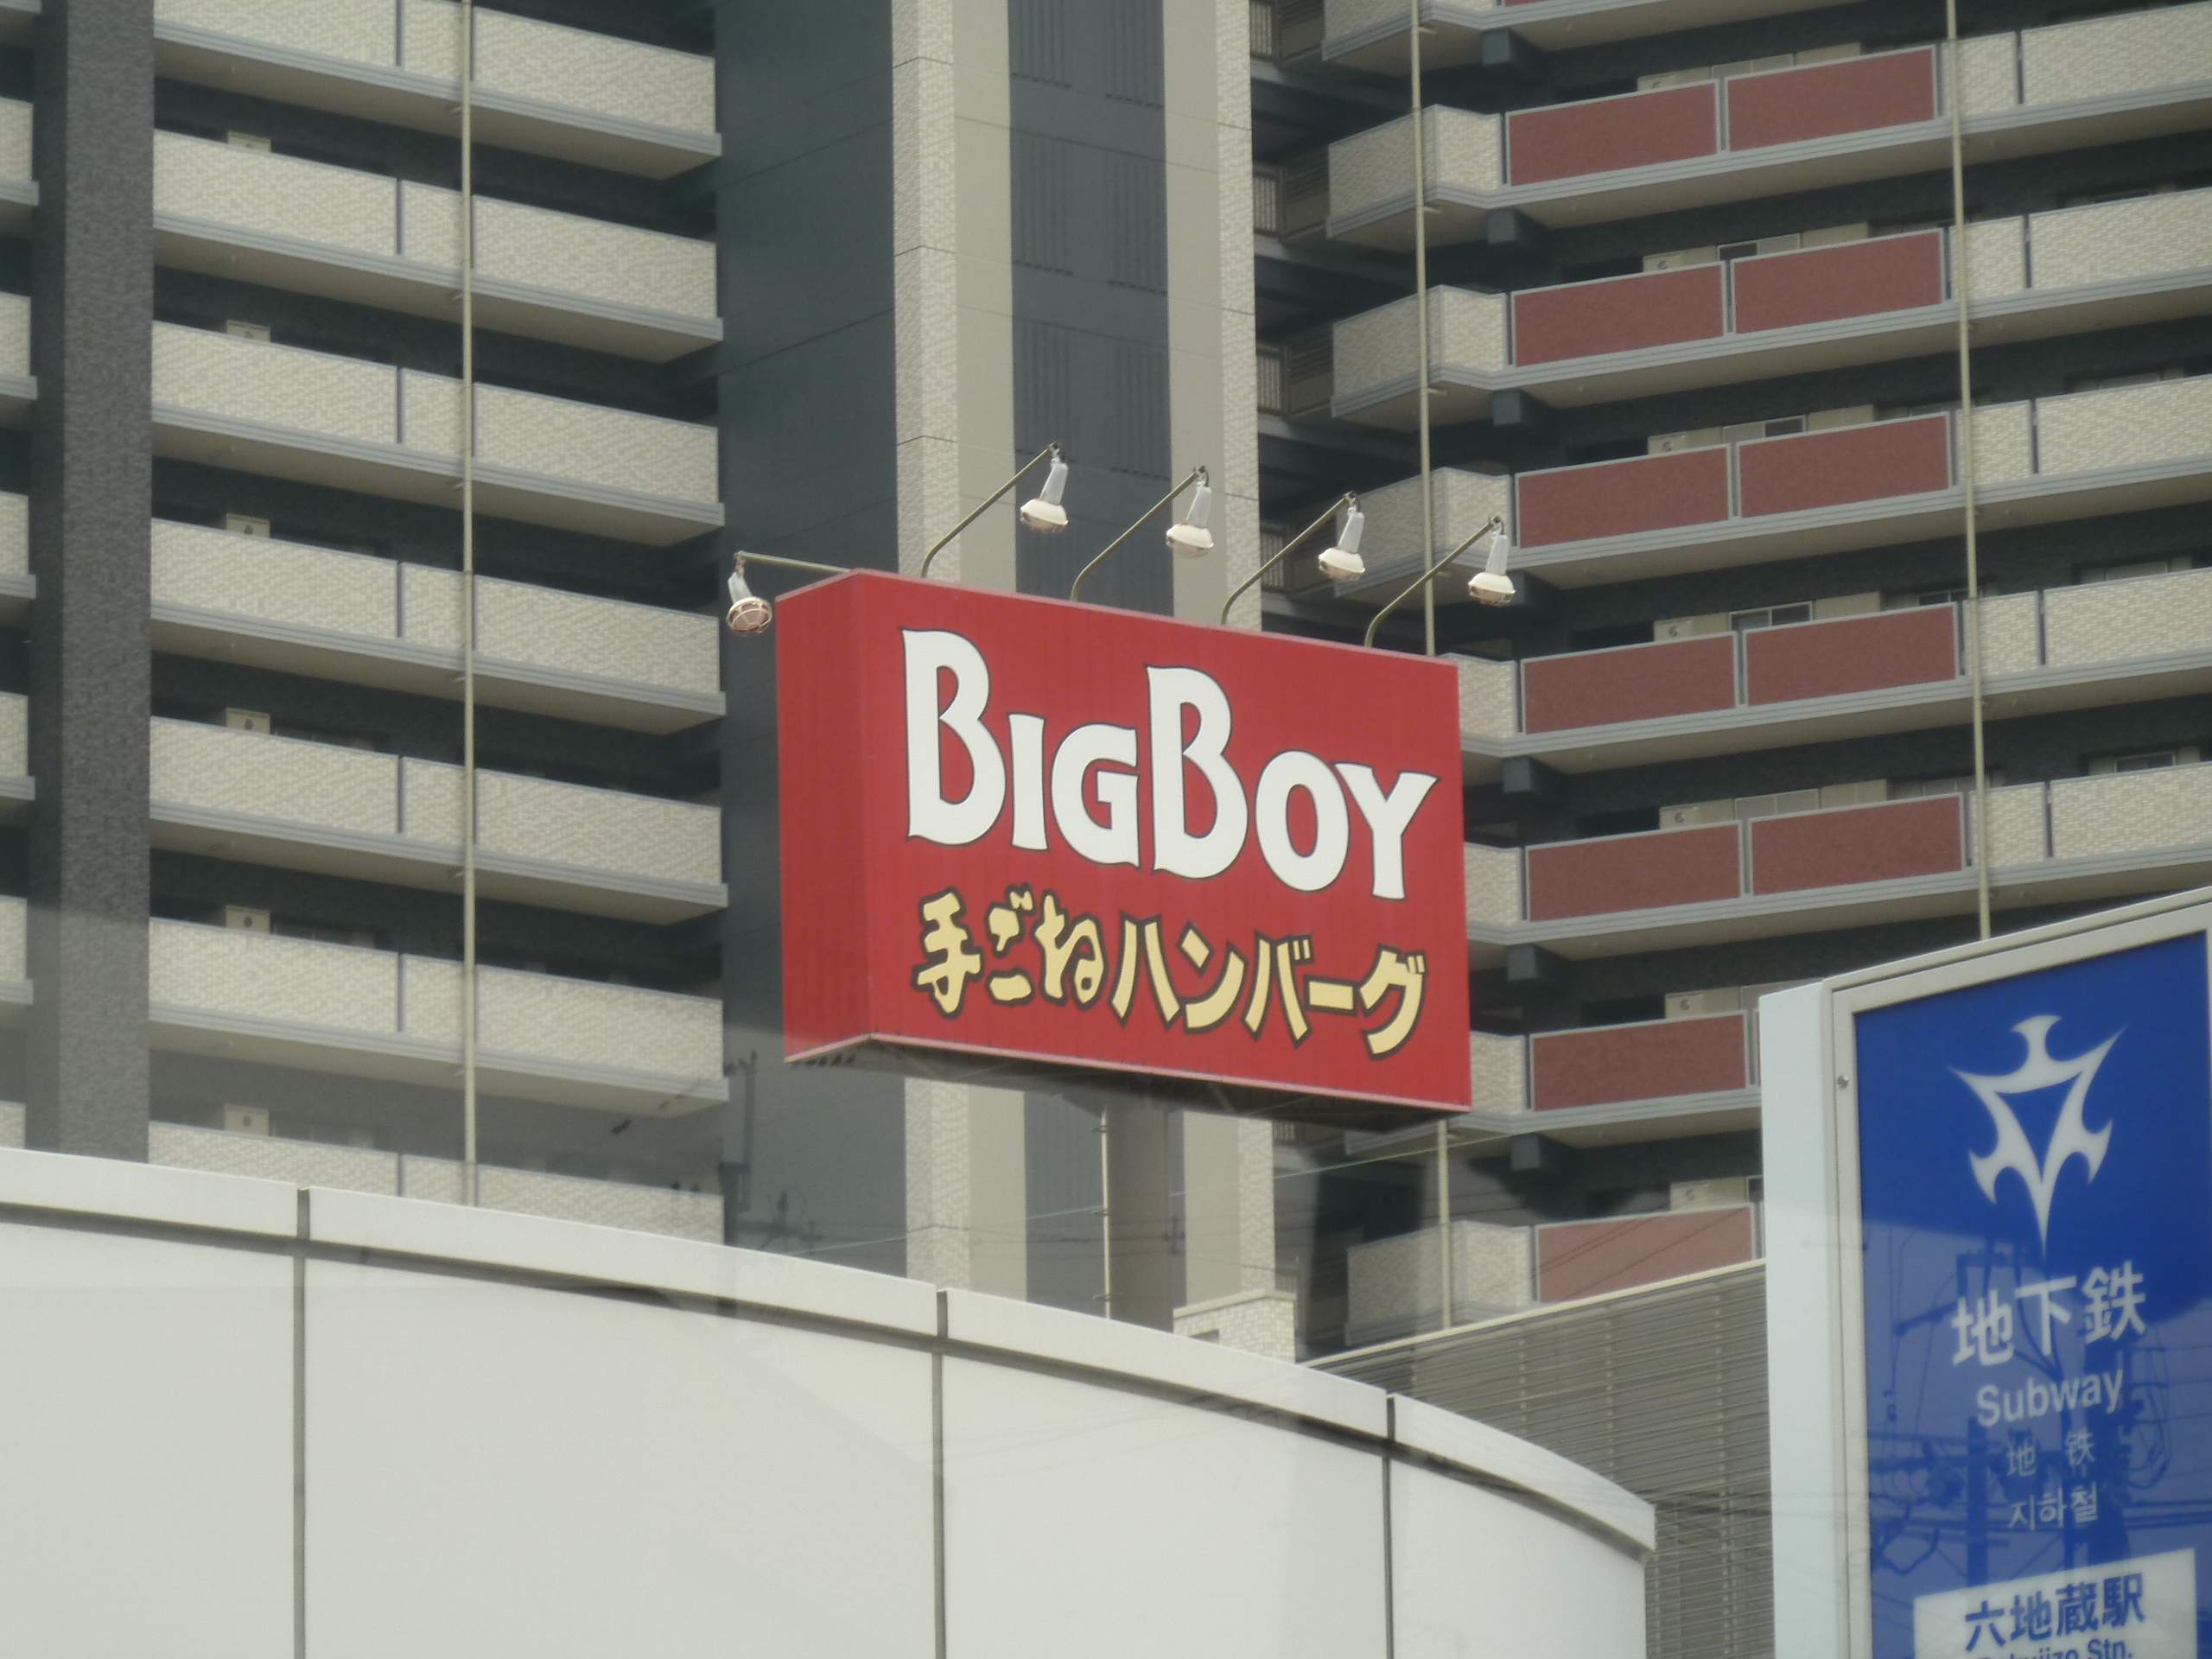 BIGBOY
手ごねハンバーグ
地下鉄
Subway
地 铁
지하철
六地蔵駅
Stn.